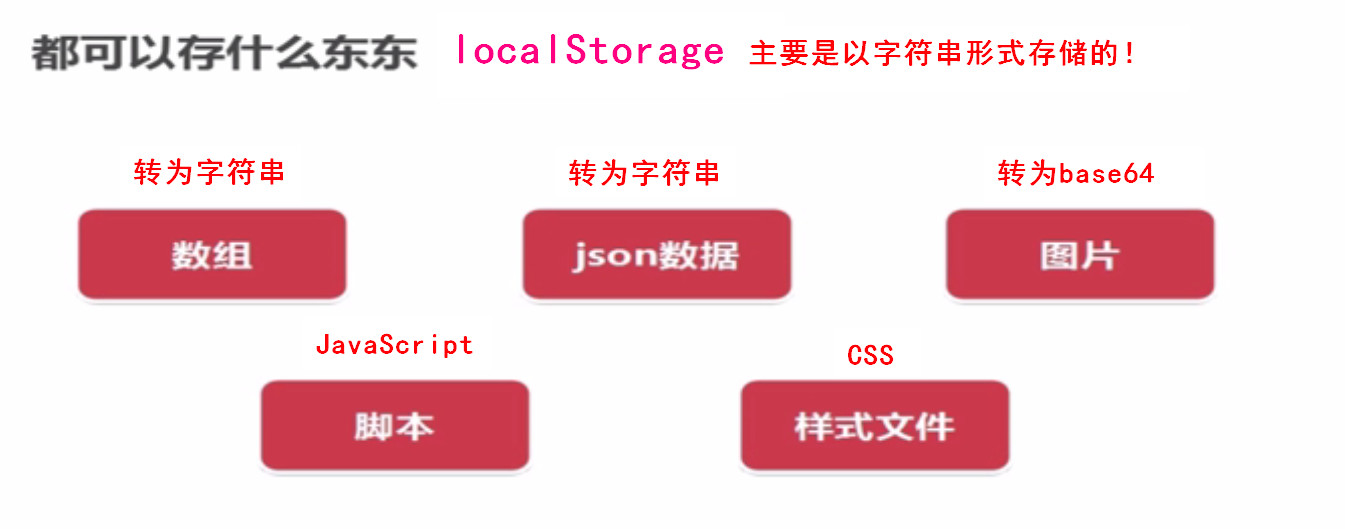 都可以存什么东东 localStorage 主要是以字符串形式存储的!
转为字符串 转为字符串 转为base64
数组 json数据 图片
JavaScript CSS
脚本 样式文件